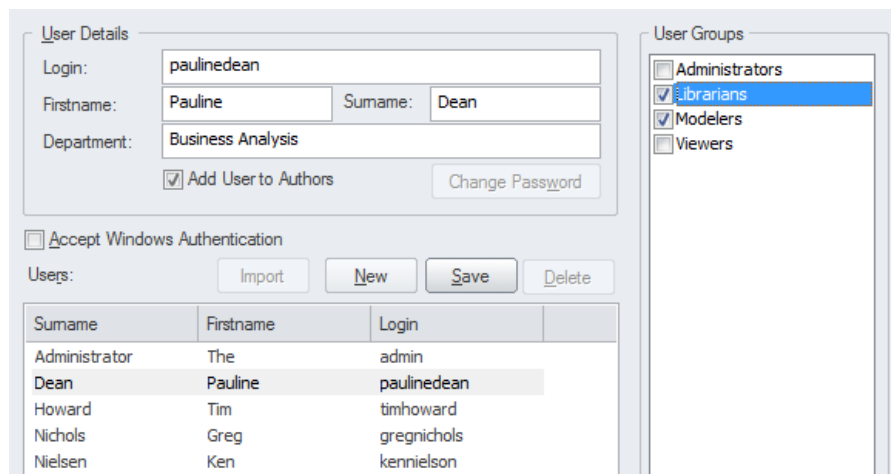 User Details
Login: paulinedean
Firstname: Pauline Surname: Dean
Department: Business Analysis
Add User to Authors Change Password
Accept Windows Authentication
Users: Import New Save Delete
Surname Firstname Login
Administrator The admin
Dean Pauline paulinedean
Howard Tim timhoward
Nichols Greg gregnichols
Nielsen Ken kennielson
User Groups
Administrators
Librarians
Modelers
Viewers